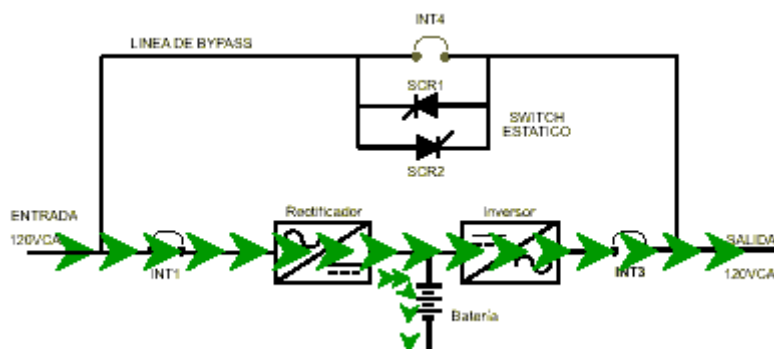 INT4
LINEA DE BYPASS
SCR1
SWITCH
ESTATICO
SCR2
ENTRADA
Rectificador
Inversor
120VCA
SALIDA
INT1
INT3
120VCA
Batería